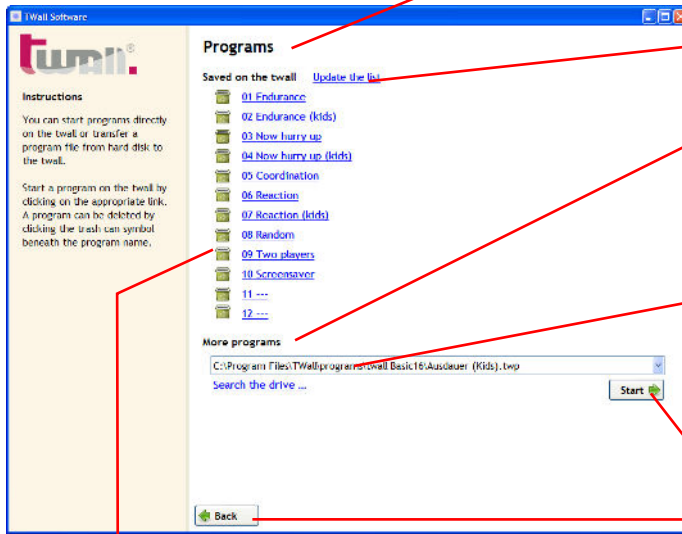 TWall Software
twall®
Instructions
You can start programs directly
on the twall or transfer a
program file from hard disk to
the twall.
Start a program on the twall by
clicking on the appropriate link.
A program can be deleted by
clicking the trash can symbol
beneath the program name.
Programs
Saved on the twall Update the list
01 Endurance
02 Endurance (kids)
03 Now hurry up
04 Now hurry up (kids)
05 Coordination
06 Reaction
07 Reaction (kids)
08 Random
09 Two players
10 Screensaver
11 ---
12 ---
More programs
C:\Program Files\TWall\programs\twall Basic16\Ausdauer (Kids).twp
Search the drive ...
Start
Back